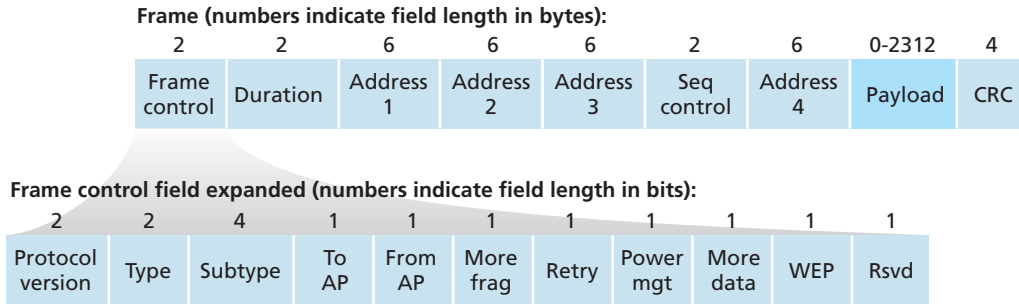 Frame (numbers indicate field length in bytes):
2 2 6 6 6 2 6 0-2312 4
Frame control Duration Address 1 Address 2 Address 3 Seq control Address 4 Payload CRC
Frame control field expanded (numbers indicate field length in bits):
2 2 4 1 1 1 1 1 1 1 1
Protocol version Type Subtype To AP From AP More frag Retry Power mgt More data WEP Rsvd